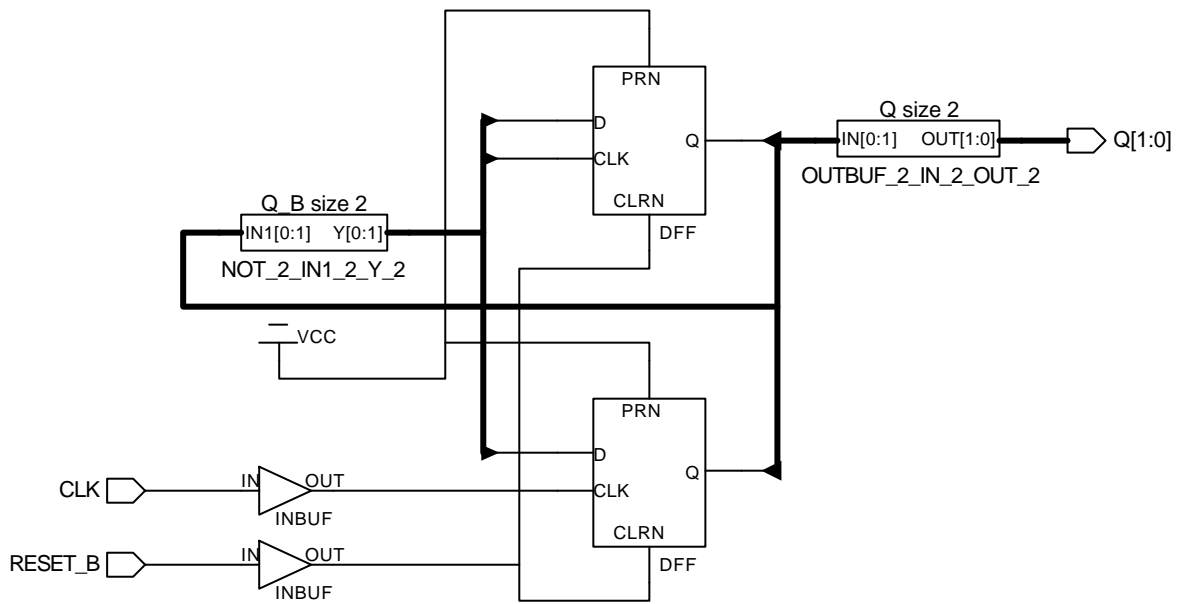 PRN
Q size 2
D
Q
IN[0:1] OUT[1:0]
Q[1:0]
CLK
OUTBUF_2_IN_2_OUT_2
Q_B size 2
CLRN
IN1[0:1] Y[0:1]
DFF
NOT_2_IN1_2_Y_2
VCC
PRN
D
Q
IN OUT
CLK
CLK
INBUF
CLRN
IN OUT
RESET_B
DFF
INBUF